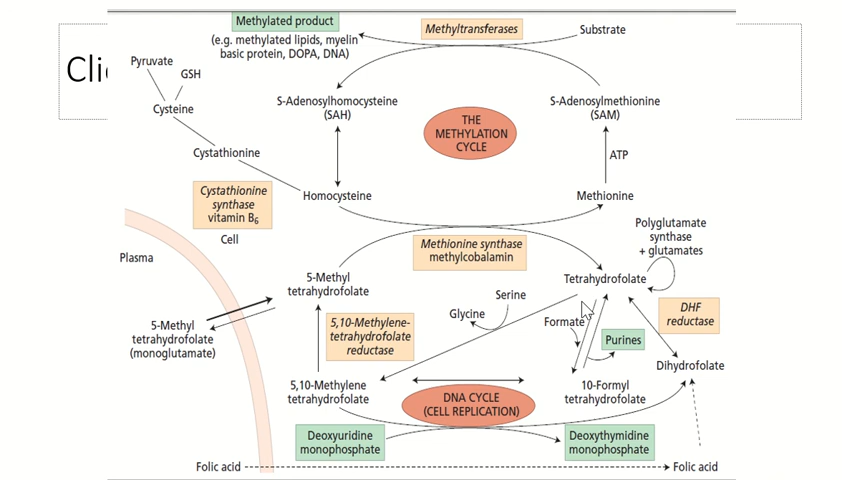 Methylated product
(e.g. methylated lipids, myelin
basic protein, DOPA, DNA)
Methyltransferases
Substrate
Pyruvate
GSH
Cysteine
Cystathionine
S-Adenosylhomocysteine
(SAH)
THE
METHYLATION
CYCLE
S-Adenosylmethionine
(SAM)
ATP
Homocysteine
Methionine
Cystathionine
synthase
vitamin B6
Cell
Plasma
Methionine synthase
methylcobalamin
Polyglutamate
synthase
+ glutamates
5-Methyl
tetrahydrofolate
Tetrahydrofolate
5-Methyl
tetrahydrofolate
(monoglutamate)
5,10-Methylene-
tetrahydrofolate
reductase
Glycine
Serine
Formate
Purines
DHF
reductase
Dihydrofolate
5,10-Methylene
tetrahydrofolate
DNA CYCLE
(CELL REPLICATION)
10-Formyl
tetrahydrofolate
Deoxyuridine
monophosphate
Deoxythymidine
monophosphate
Folic acid
Folic acid